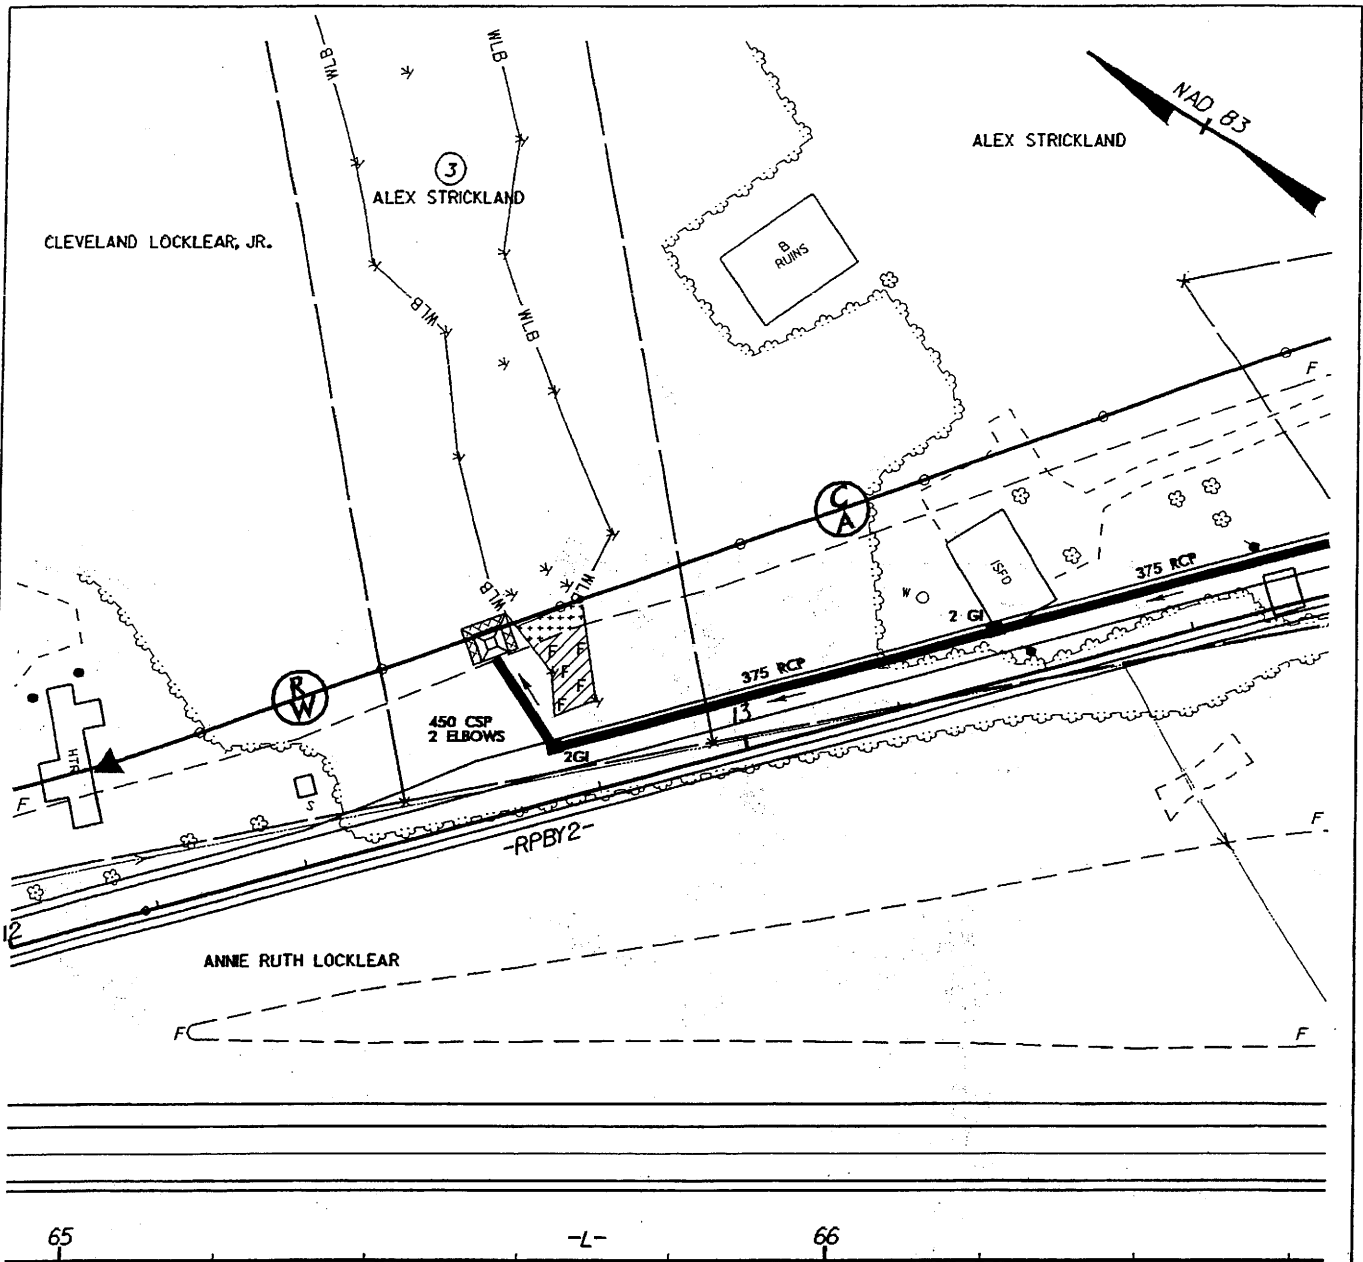 WLB
WLB
NAD 83
ALEX STRICKLAND
3
ALEX STRICKLAND
CLEVELAND LOCKLEAR, JR.
B
RUINS
WLB
WLB
F
C
A
375 RCP
ISFD
W
2 GI
WLB
WLB
F
F
F
F
F
375 RCP
R
W
450 CSP
2 ELBOWS
13
2GI
HTR
F
S
F
-RPBY2-
12
ANNIE RUTH LOCKLEAR
F
F
65
-L-
66